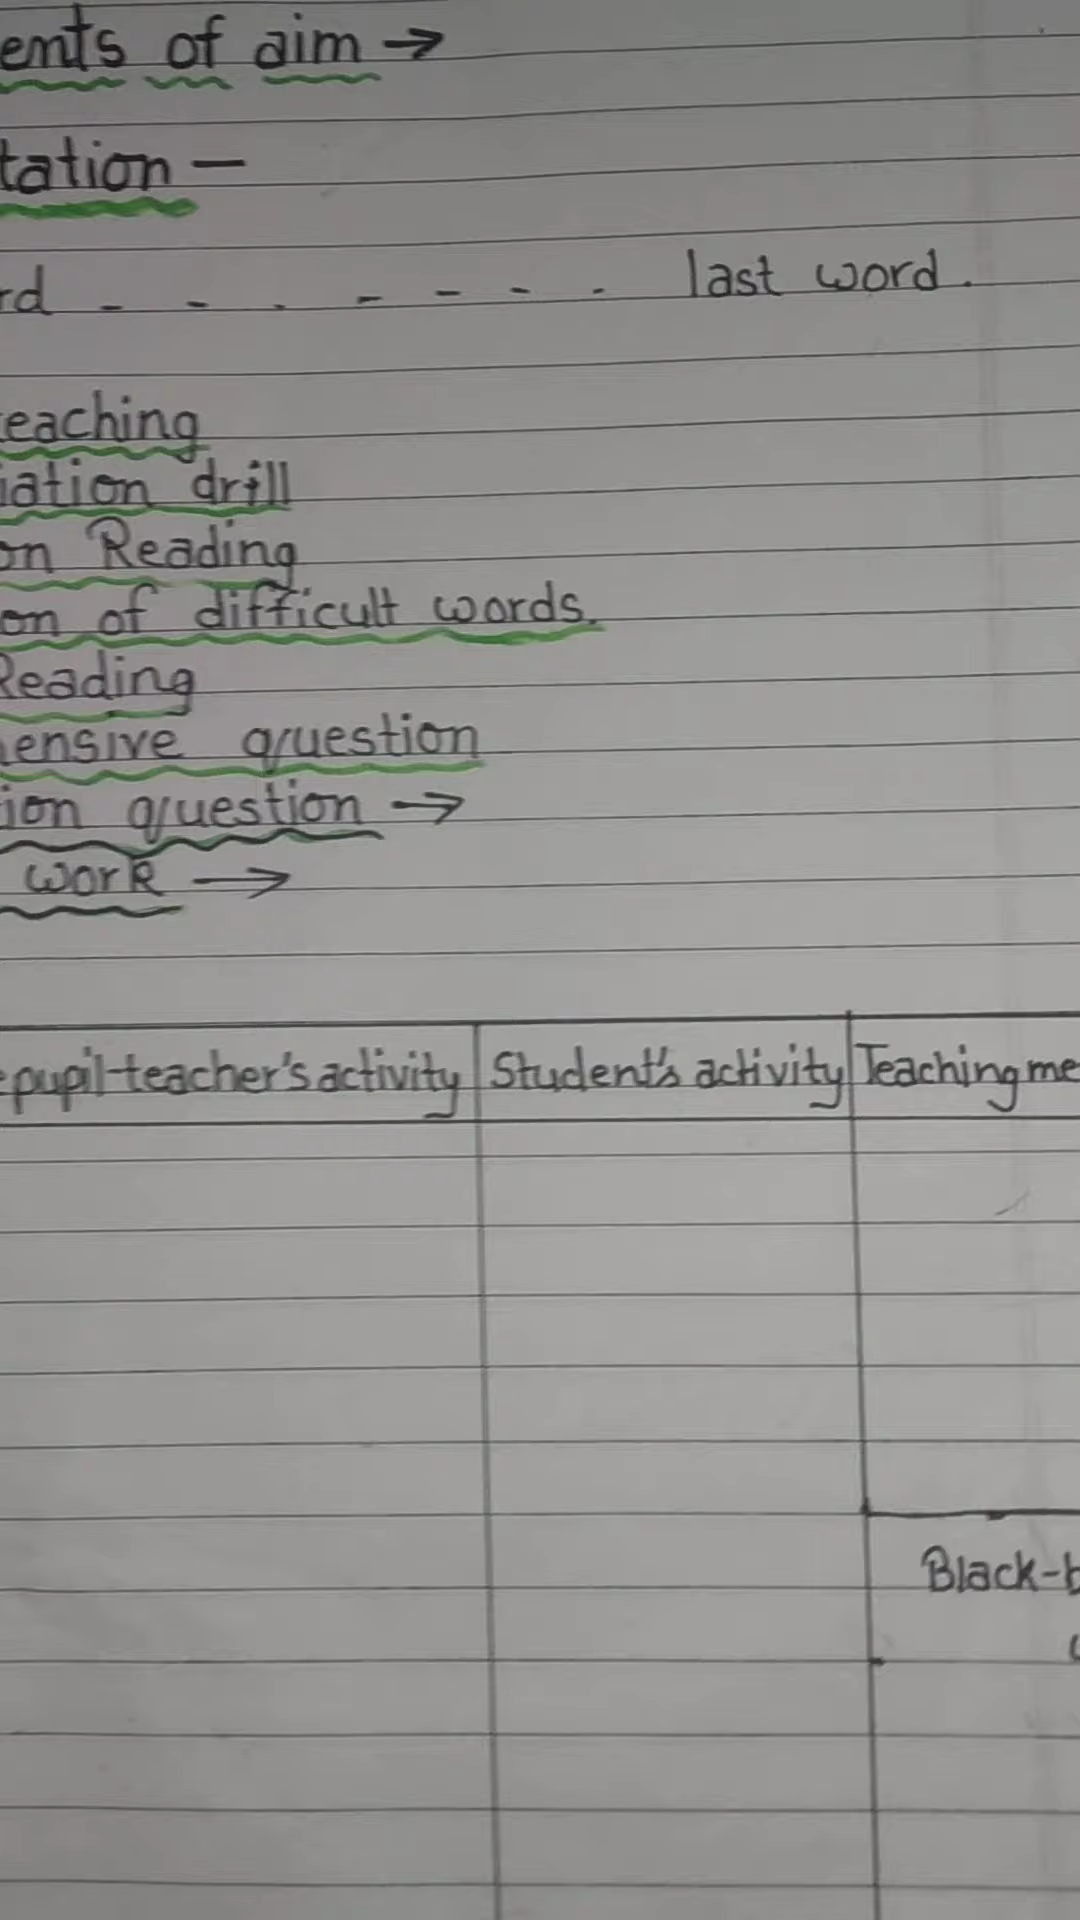 ents of aim →
tation —
rd - - . - - - . last word.
eaching
iation drill
on Reading
on of difficult words.
Reading
ensive question
ion question →
work →
pupil-teacher's activity | Student's activity | Teaching me
Black-b